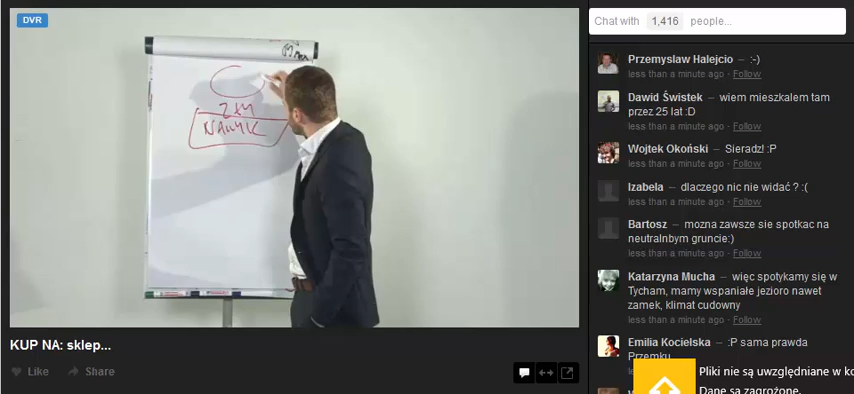 DVR
ZŁY
NAWYK
KUP NA: sklep...
Like
Share
Chat with 1,416 people...
Przemyslaw Halejcio – :-)
less than a minute ago · Follow
Dawid Świstek – wiem mieszkalem tam
przez 25 lat :D
less than a minute ago · Follow
Wojtek Okoński – Sieradz! :P
less than a minute ago · Follow
Izabela – dlaczego nic nie widać ? :(
less than a minute ago · Follow
Bartosz – mozna zawsze sie spotkac na
neutralnbym gruncie:)
less than a minute ago · Follow
Katarzyna Mucha – więc spotykamy się w
Tycham, mamy wspaniałe jezioro nawet
zamek, klimat cudowny
less than a minute ago · Follow
Emilia Kocielska – :P sama prawda
Przemku
Pliki nie są uwzględniane w ko
Dane są zagrożone.